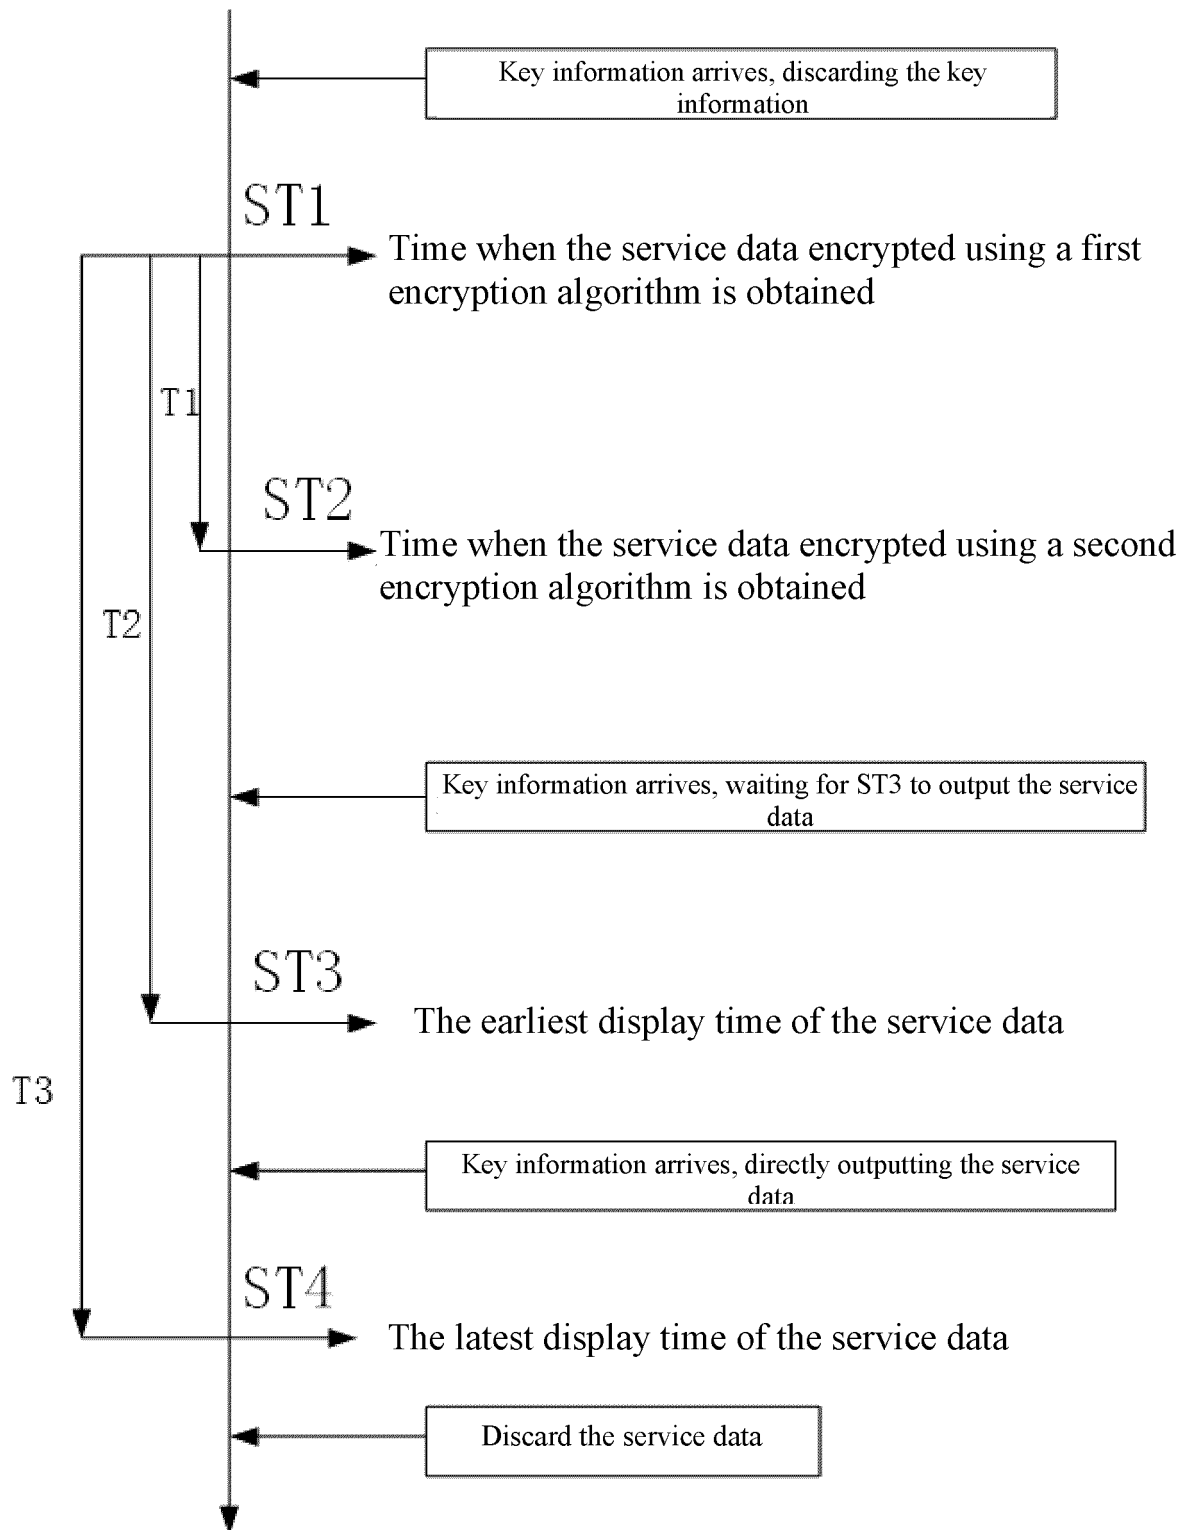 Key information arrives, discarding the key
information
ST1
Time when the service data encrypted using a first
encryption algorithm is obtained
T1
ST2
Time when the service data encrypted using a second
encryption algorithm is obtained
T2
Key information arrives, waiting for ST3 to output the service
data
ST3
The earliest display time of the service data
T3
Key information arrives, directly outputting the service
data
ST4
The latest display time of the service data
Discard the service data